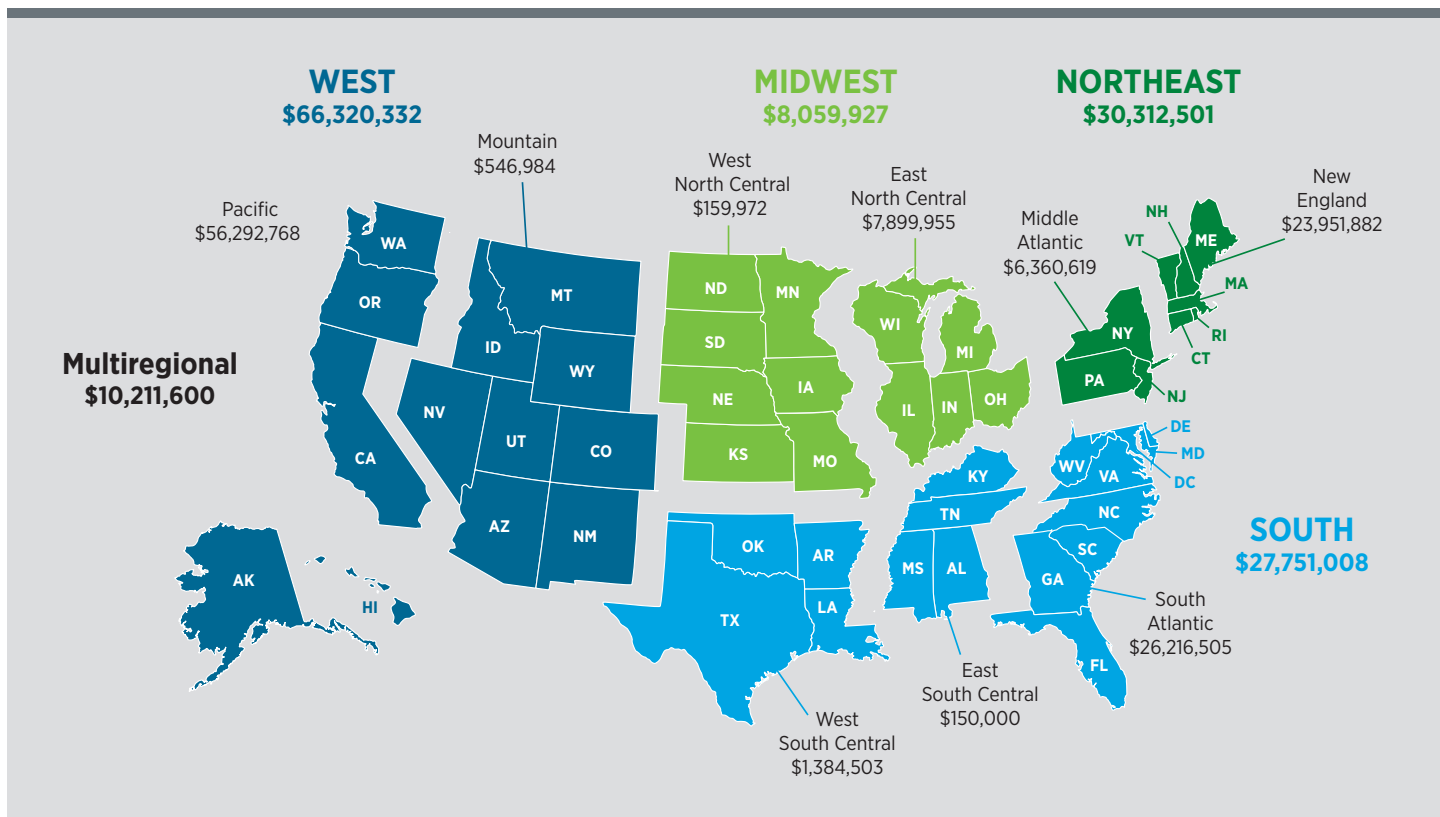 WEST
$66,320,332
MIDWEST
$8,059,927
NORTHEAST
$30,312,501
Mountain
$546,984
West
North Central
$159,972
East
North Central
$7,899,955
New
England
$23,951,882
Pacific
$56,292,768
Middle
Atlantic
$6,360,619
Multiregional
$10,211,600
WA
OR
CA
NV
ID
MT
WY
UT
CO
AZ
NM
AK
HI
ND
SD
NE
KS
MN
IA
MO
WI
MI
IL
IN
OH
NH
VT
ME
MA
RI
CT
NY
PA
NJ
DE
MD
DC
WV
VA
KY
TN
NC
SC
GA
FL
MS
AL
OK
AR
LA
TX
SOUTH
$27,751,008
South
Atlantic
$26,216,505
East
South Central
$150,000
West
South Central
$1,384,503